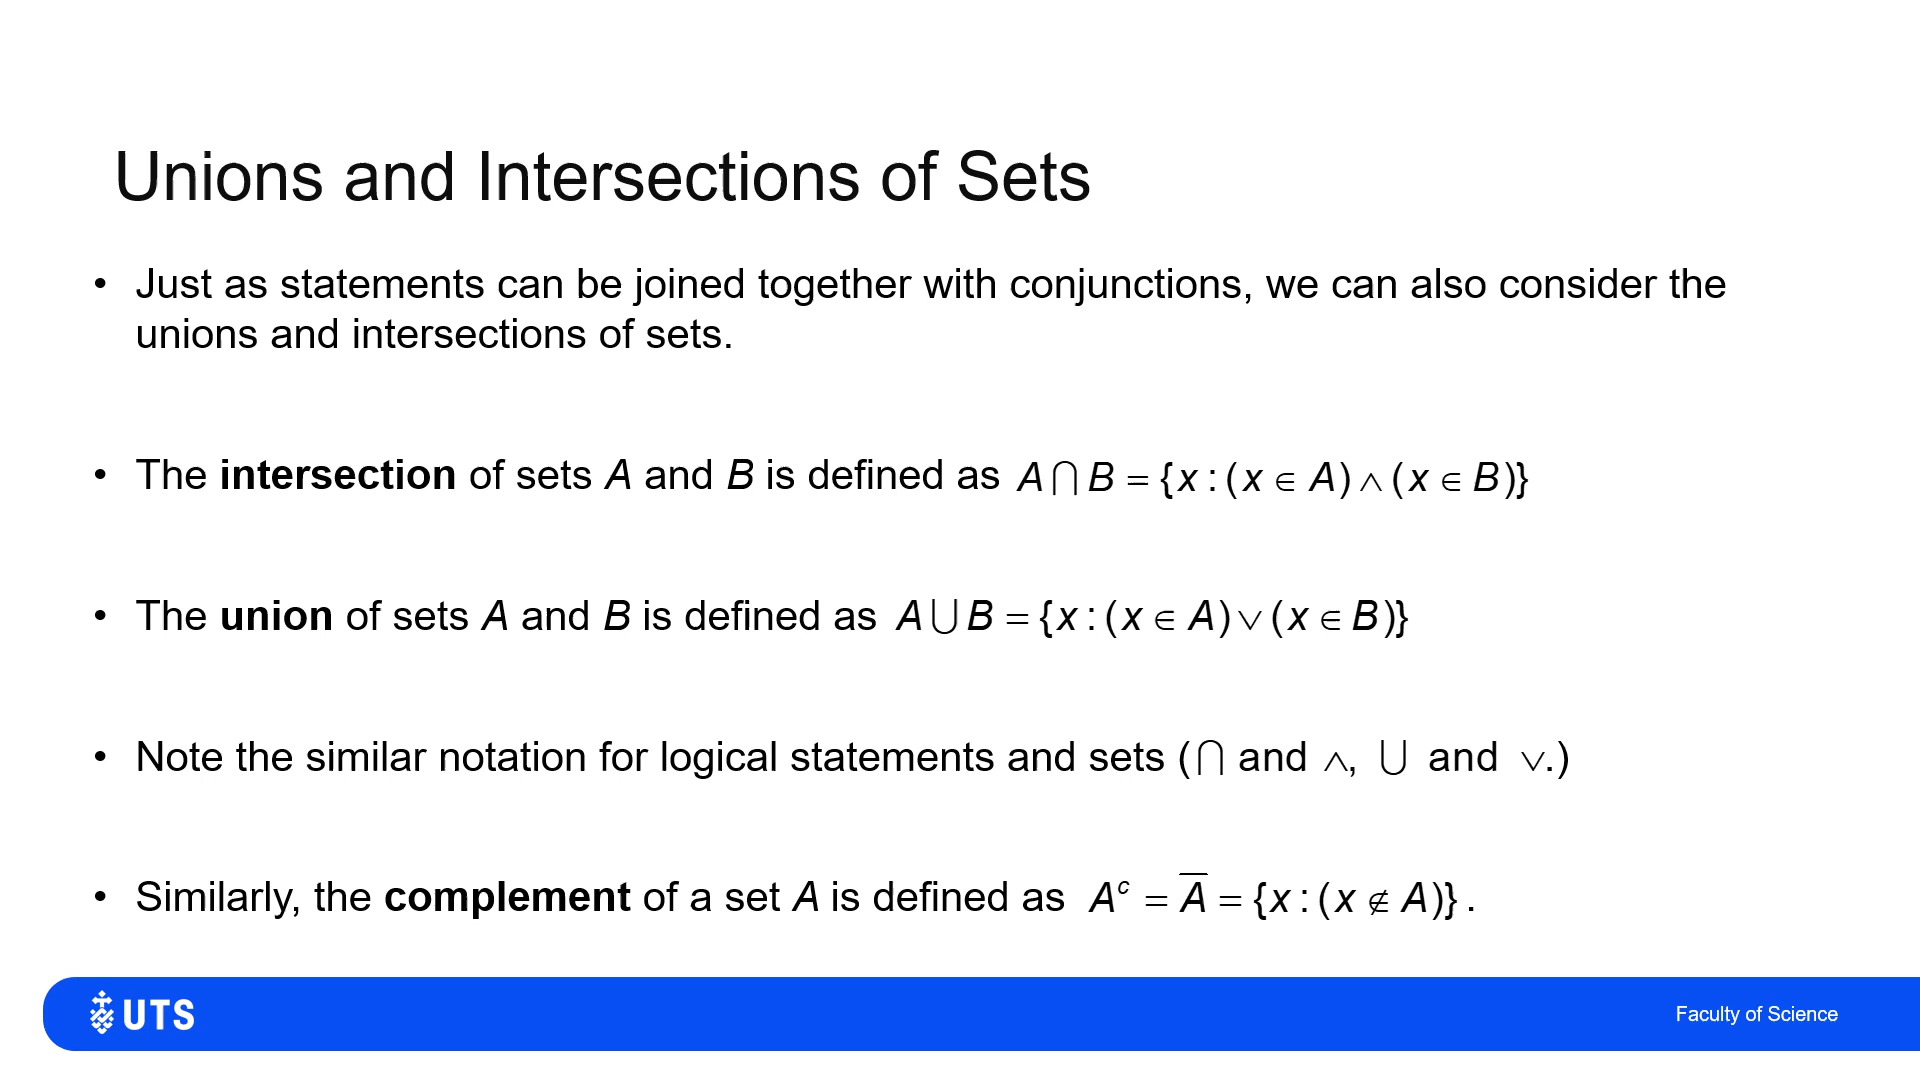 Unions and Intersections of Sets
• Just as statements can be joined together with conjunctions, we can also consider the
unions and intersections of sets.
• The intersection of sets A and B is defined as A⋂B = {x : (x ∈ A) ∧ (x ∈ B)}
• The union of sets A and B is defined as A⋃B = {x : (x ∈ A) ∨ (x ∈ B)}
• Note the similar notation for logical statements and sets (⋂ and ∧, ⋃ and ∨.)
• Similarly, the complement of a set A is defined as Aᶜ = A̅ = {x : (x ∉ A)}.
UTS
Faculty of Science